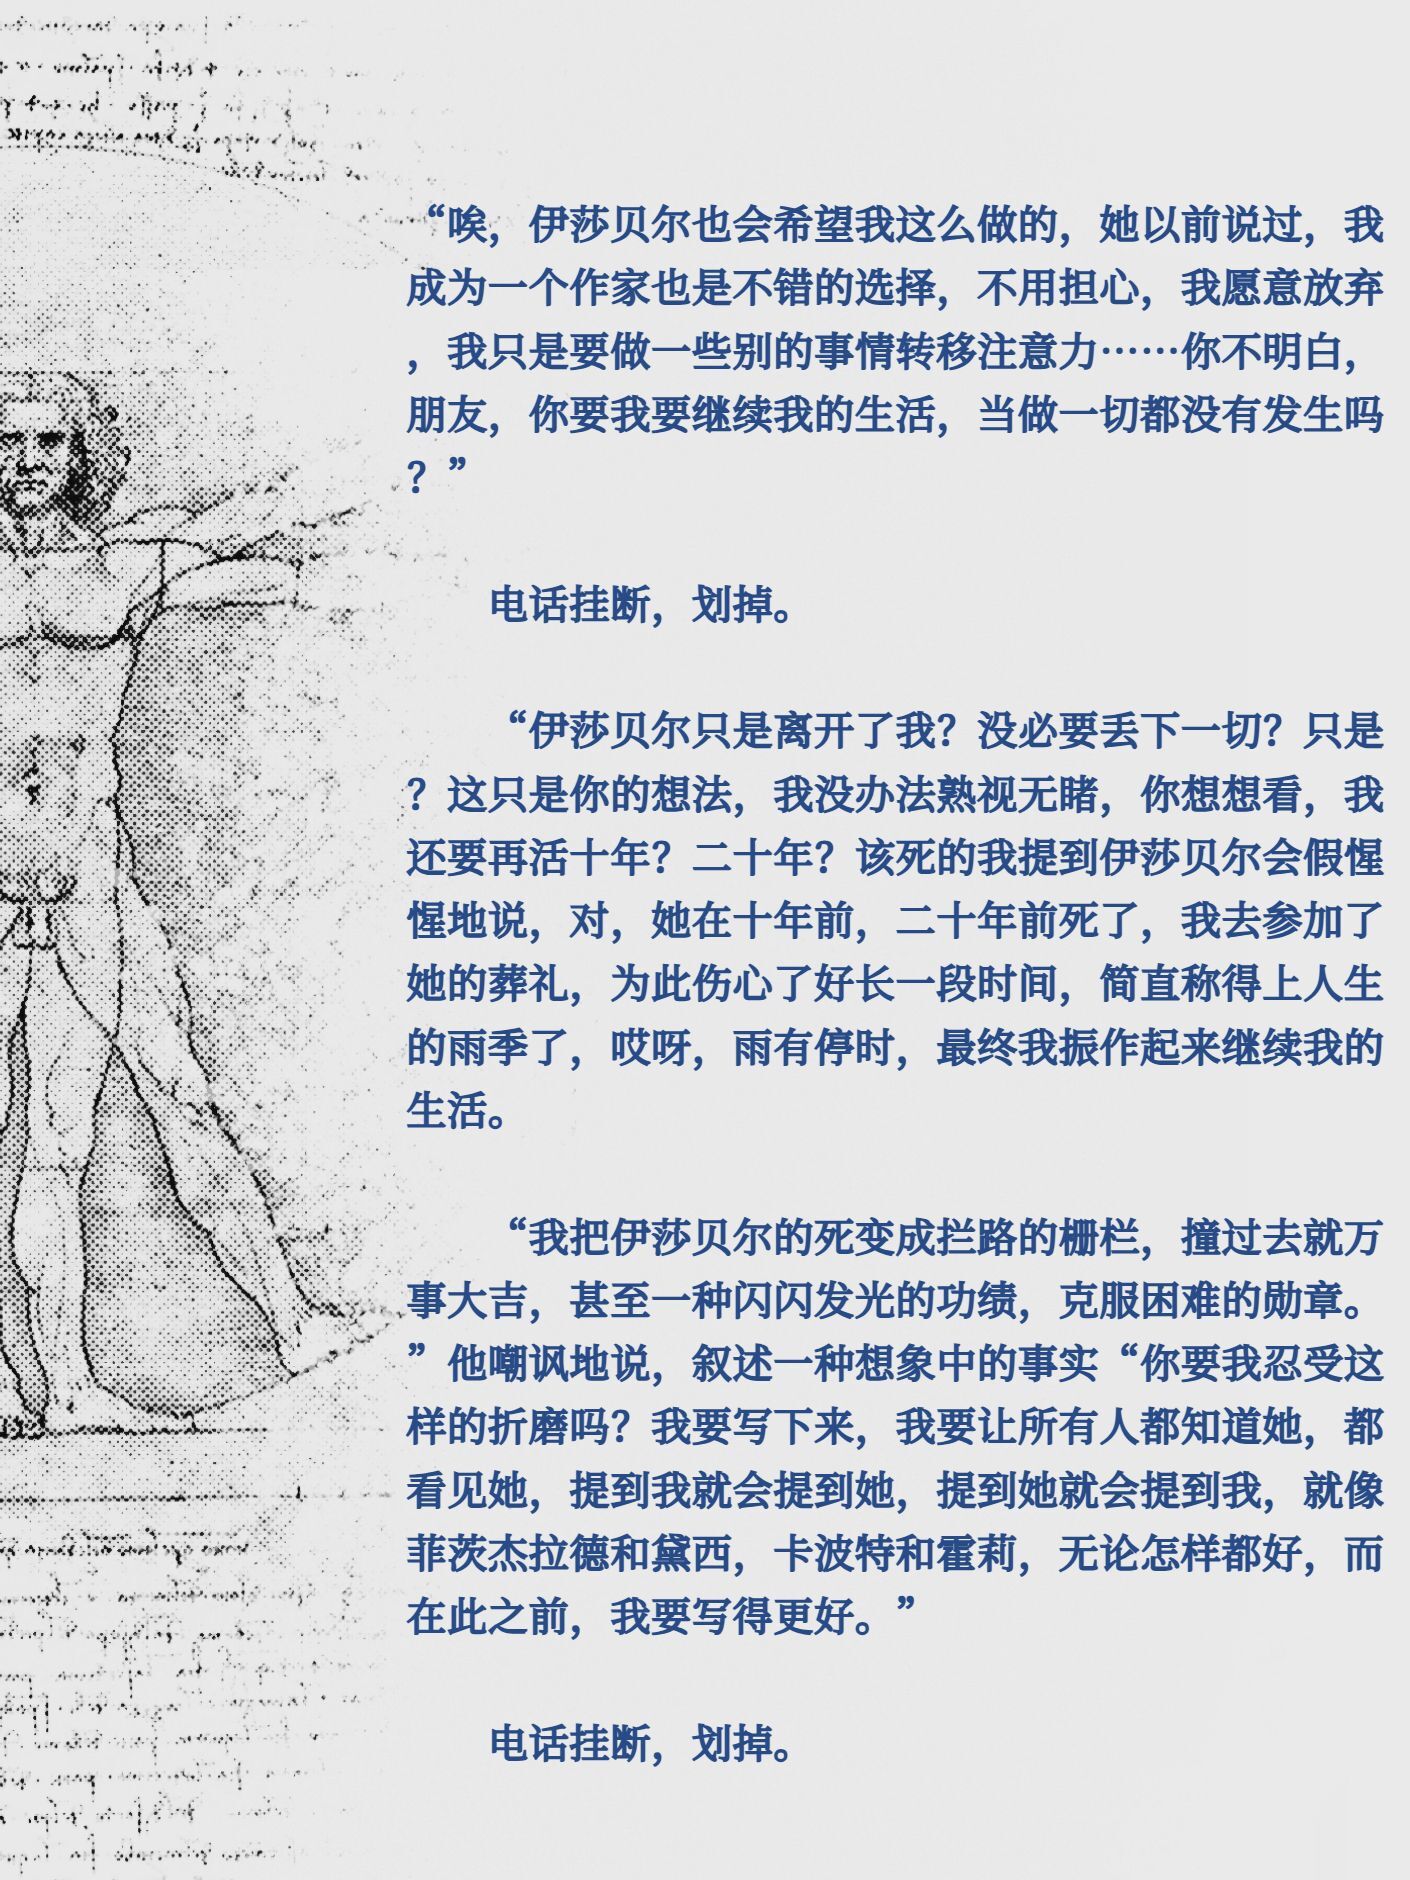 “唉，伊莎贝尔也会希望我这么做的，她以前说过，我
成为一个作家也是不错的选择，不用担心，我愿意放弃
，我只是要做一些别的事情转移注意力……你不明白，
朋友，你要我要继续我的生活，当做一切都没有发生吗
？”
电话挂断，划掉。
“伊莎贝尔只是离开了我？没必要丢下一切？只是
？这只是你的想法，我没办法熟视无睹，你想想看，我
还要再活十年？二十年？该死的我提到伊莎贝尔会假惺
惺地说，对，她在十年前，二十年前死了，我去参加了
她的葬礼，为此伤心了好长一段时间，简直称得上人生
的雨季了，哎呀，雨有停时，最终我振作起来继续我的
生活。
“我把伊莎贝尔的死变成拦路的栅栏，撞过去就万
事大吉，甚至一种闪闪发光的功绩，克服困难的勋章。
”他嘲讽地说，叙述一种想象中的事实“你要我忍受这
样的折磨吗？我要写下来，我要让所有人都知道她，都
看见她，提到我就会提到她，提到她就会提到我，就像
菲茨杰拉德和黛西，卡波特和霍莉，无论怎样都好，而
在此之前，我要写得更好。”
电话挂断，划掉。